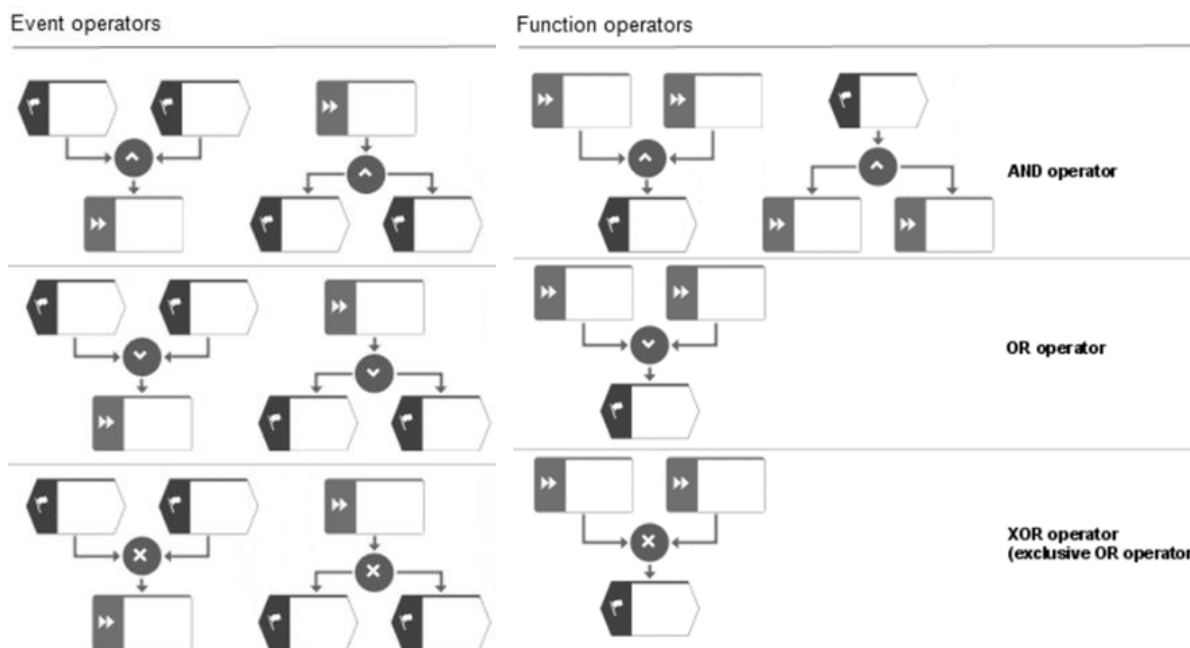 Event operators
Function operators
AND operator
OR operator
XOR operator
(exclusive OR operator